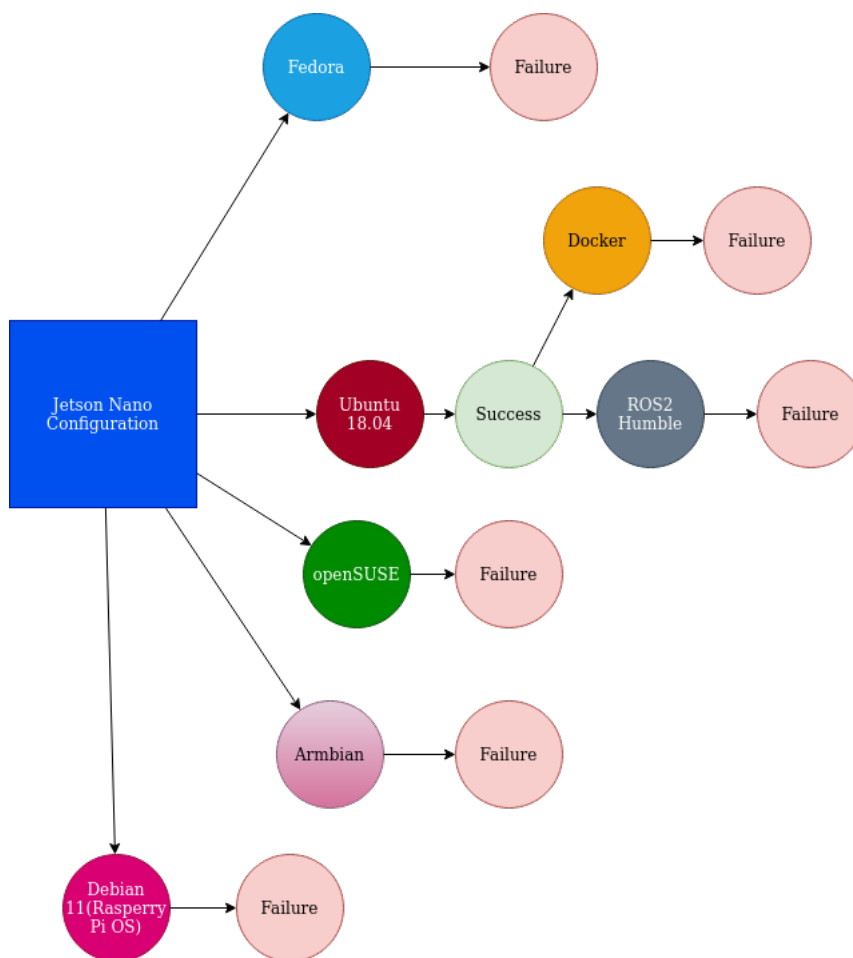 Fedora
Failure
Docker
Failure
Jetson Nano
Configuration
Ubuntu
18.04
Success
ROS2
Humble
Failure
openSUSE
Failure
Armbian
Failure
Debian
11(Rasperry
Pi OS)
Failure